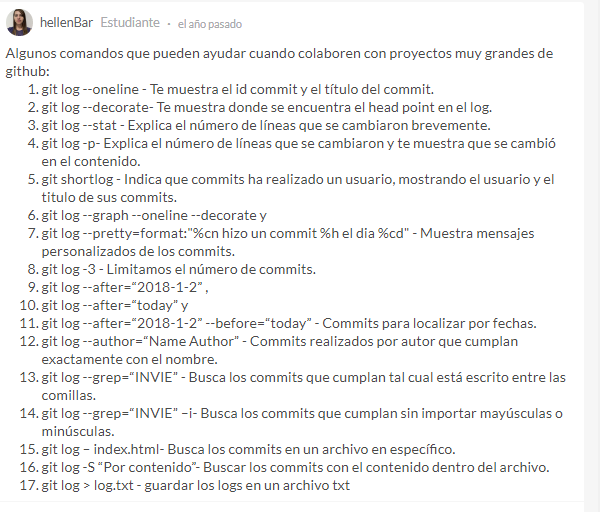 hellenBar Estudiante • el año pasado
Algunos comandos que pueden ayudar cuando colaboren con proyectos muy grandes de
github:
1. git log --oneline - Te muestra el id commit y el título del commit.
2. git log --decorate- Te muestra donde se encuentra el head point en el log.
3. git log --stat - Explica el número de líneas que se cambiaron brevemente.
4. git log -p- Explica el número de líneas que se cambiaron y te muestra que se cambió
en el contenido.
5. git shortlog - Indica que commits ha realizado un usuario, mostrando el usuario y el
titulo de sus commits.
6. git log --graph --oneline --decorate y
7. git log --pretty=format:"%cn hizo un commit %h el dia %cd" - Muestra mensajes
personalizados de los commits.
8. git log -3 - Limitamos el número de commits.
9. git log --after=“2018-1-2” ,
10. git log --after=“today” y
11. git log --after=“2018-1-2” --before=“today” - Commits para localizar por fechas.
12. git log --author=“Name Author” - Commits realizados por autor que cumplan
exactamente con el nombre.
13. git log --grep=“INVIE” - Busca los commits que cumplan tal cual está escrito entre las
comillas.
14. git log --grep=“INVIE” –i- Busca los commits que cumplan sin importar mayúsculas o
minúsculas.
15. git log – index.html- Busca los commits en un archivo en específico.
16. git log -S “Por contenido”- Buscar los commits con el contenido dentro del archivo.
17. git log > log.txt - guardar los logs en un archivo txt